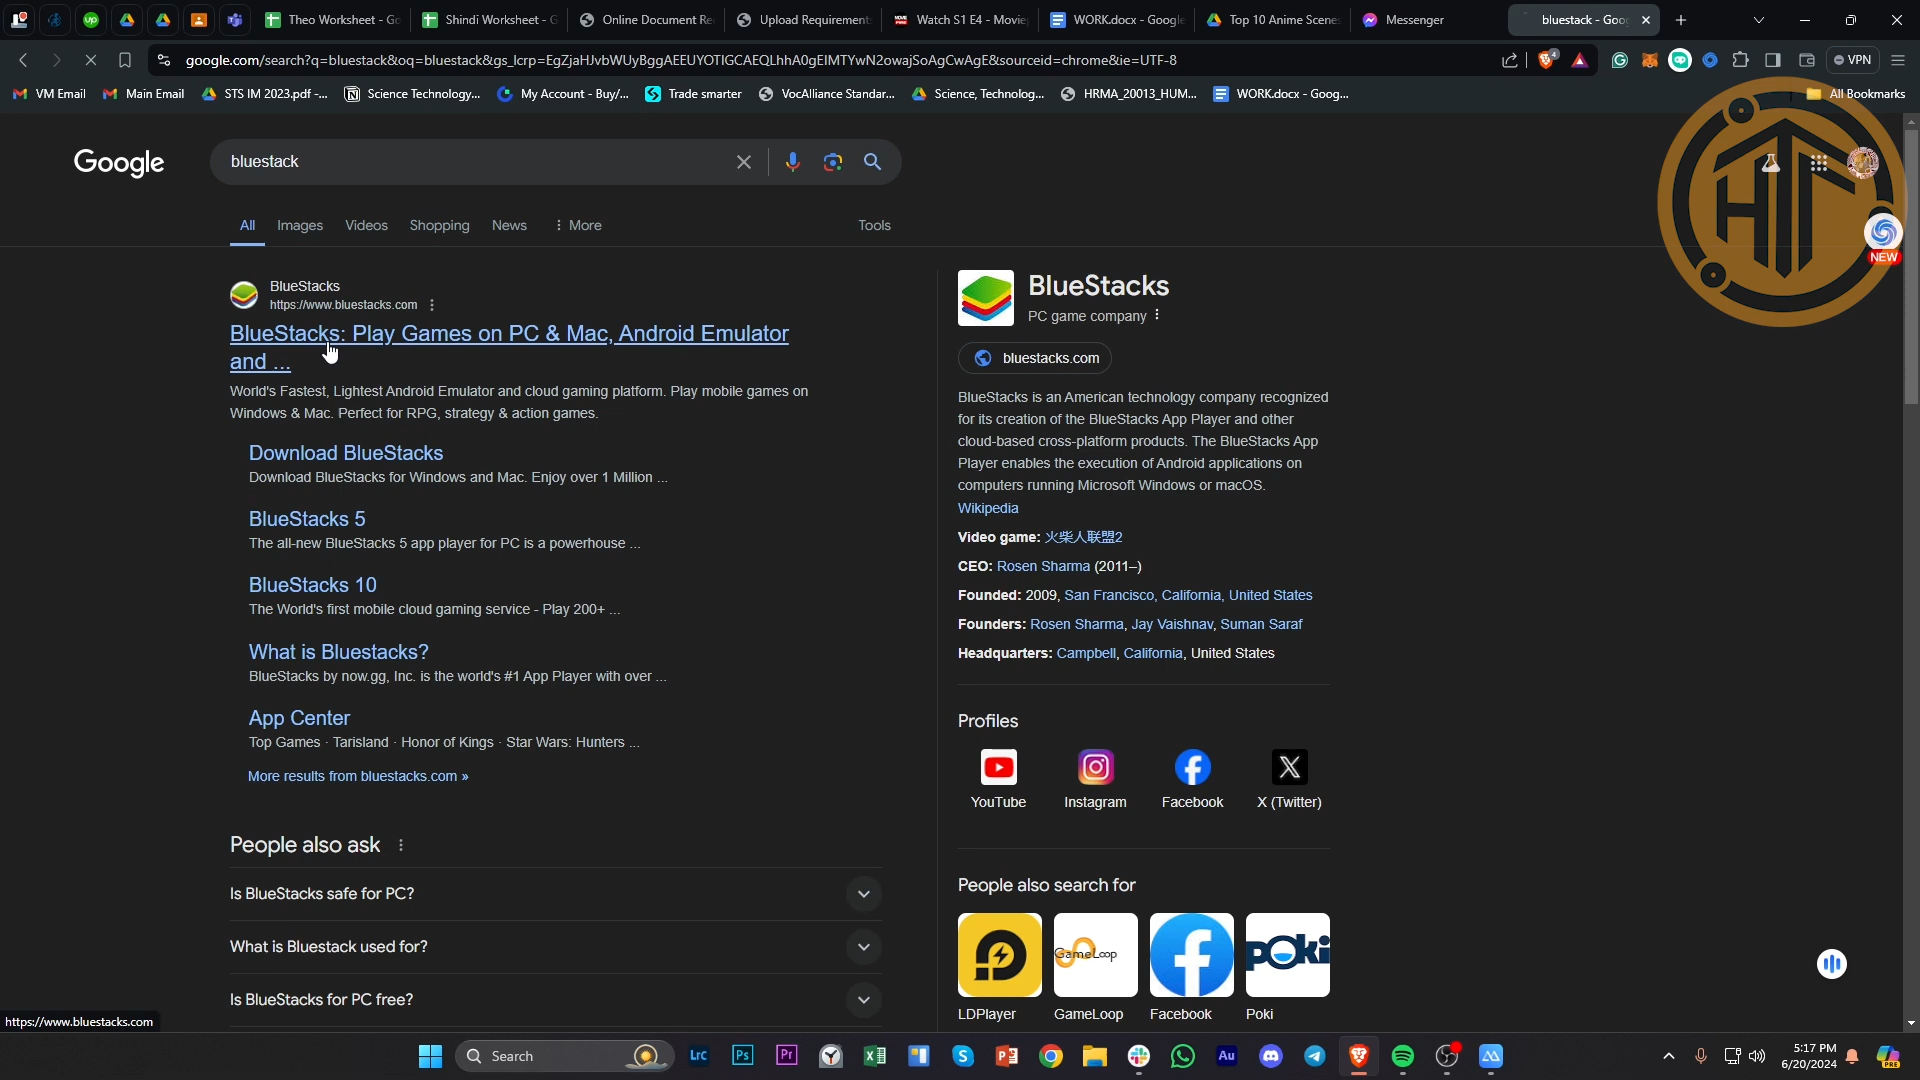 Theo Worksheet - Go
Shindi Worksheet - G
Online Document Re
Upload Requirement
Watch S1 E4 - Movie
WORK.docx - Google
Top 10 Anime Scene
Messenger
bluestack - Goo
google.com/search?q=bluestack&oq=bluestack&gs_lcrp=EgZjaHJvbWUyBggAEEUYOTIGCAEQLhhA0gEIMTYwN2owajSoAgCwAgE&sourceid=chrome&ie=UTF-8
4
VPN
VM Email
Main Email
STS IM 2023.pdf -...
Science Technology...
My Account - Buy/...
Trade smarter
VocAlliance Standar...
Science, Technolog...
HRMA_20013_HUM...
WORK.docx - Goog...
All Bookmarks
Google
bluestack
All
Images
Videos
Shopping
News
More
Tools
NEW
BlueStacks
https://www.bluestacks.com
BlueStacks: Play Games on PC & Mac, Android Emulator
and ...
World's Fastest, Lightest Android Emulator and cloud gaming platform. Play mobile games on
Windows & Mac. Perfect for RPG, strategy & action games.
Download BlueStacks
Download BlueStacks for Windows and Mac. Enjoy over 1 Million ...
BlueStacks 5
The all-new BlueStacks 5 app player for PC is a powerhouse ...
BlueStacks 10
The World's first mobile cloud gaming service - Play 200+ ...
What is Bluestacks?
BlueStacks by now.gg, Inc. is the world's #1 App Player with over ...
App Center
Top Games · Tarisland · Honor of Kings · Star Wars: Hunters ...
More results from bluestacks.com »
People also ask
Is BlueStacks safe for PC?
What is Bluestack used for?
Is BlueStacks for PC free?
BlueStacks
PC game company
bluestacks.com
BlueStacks is an American technology company recognized
for its creation of the BlueStacks App Player and other
cloud-based cross-platform products. The BlueStacks App
Player enables the execution of Android applications on
computers running Microsoft Windows or macOS.
Wikipedia
Video game: 火柴人联盟2
CEO: Rosen Sharma (2011–)
Founded: 2009, San Francisco, California, United States
Founders: Rosen Sharma, Jay Vaishnav, Suman Saraf
Headquarters: Campbell, California, United States
Profiles
YouTube
Instagram
Facebook
X (Twitter)
People also search for
GameLoop
POKI
LDPlayer
GameLoop
Facebook
Poki
https://www.bluestacks.com
Search
LrC
Ps
Pr
Au
5:17 PM
6/20/2024
PRE